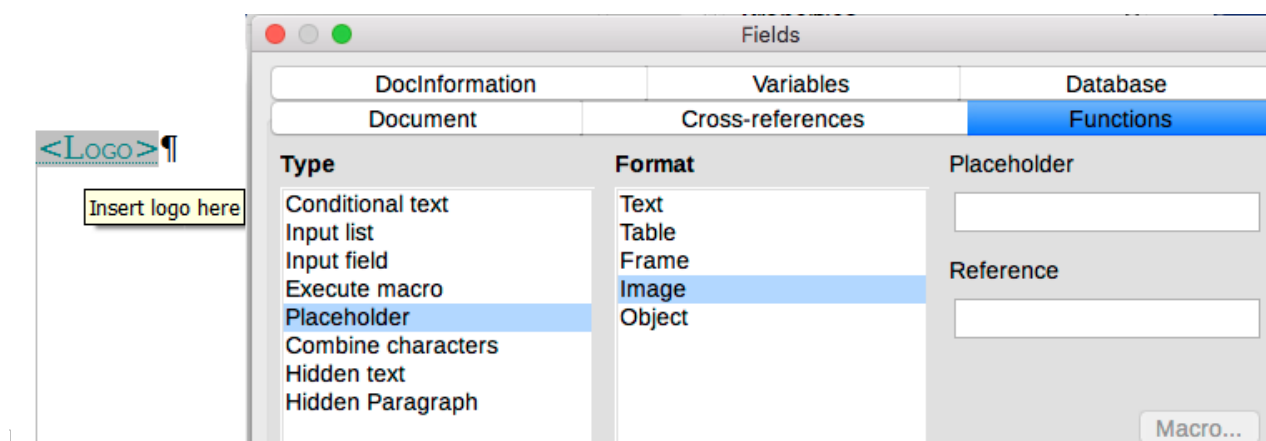 Fields
DocInformation Variables Database
Document Cross-references Functions
<Logo>¶
Insert logo here
Type
Conditional text
Input list
Input field
Execute macro
Placeholder
Combine characters
Hidden text
Hidden Paragraph
Format
Text
Table
Frame
Image
Object
Placeholder
Reference
Macro...